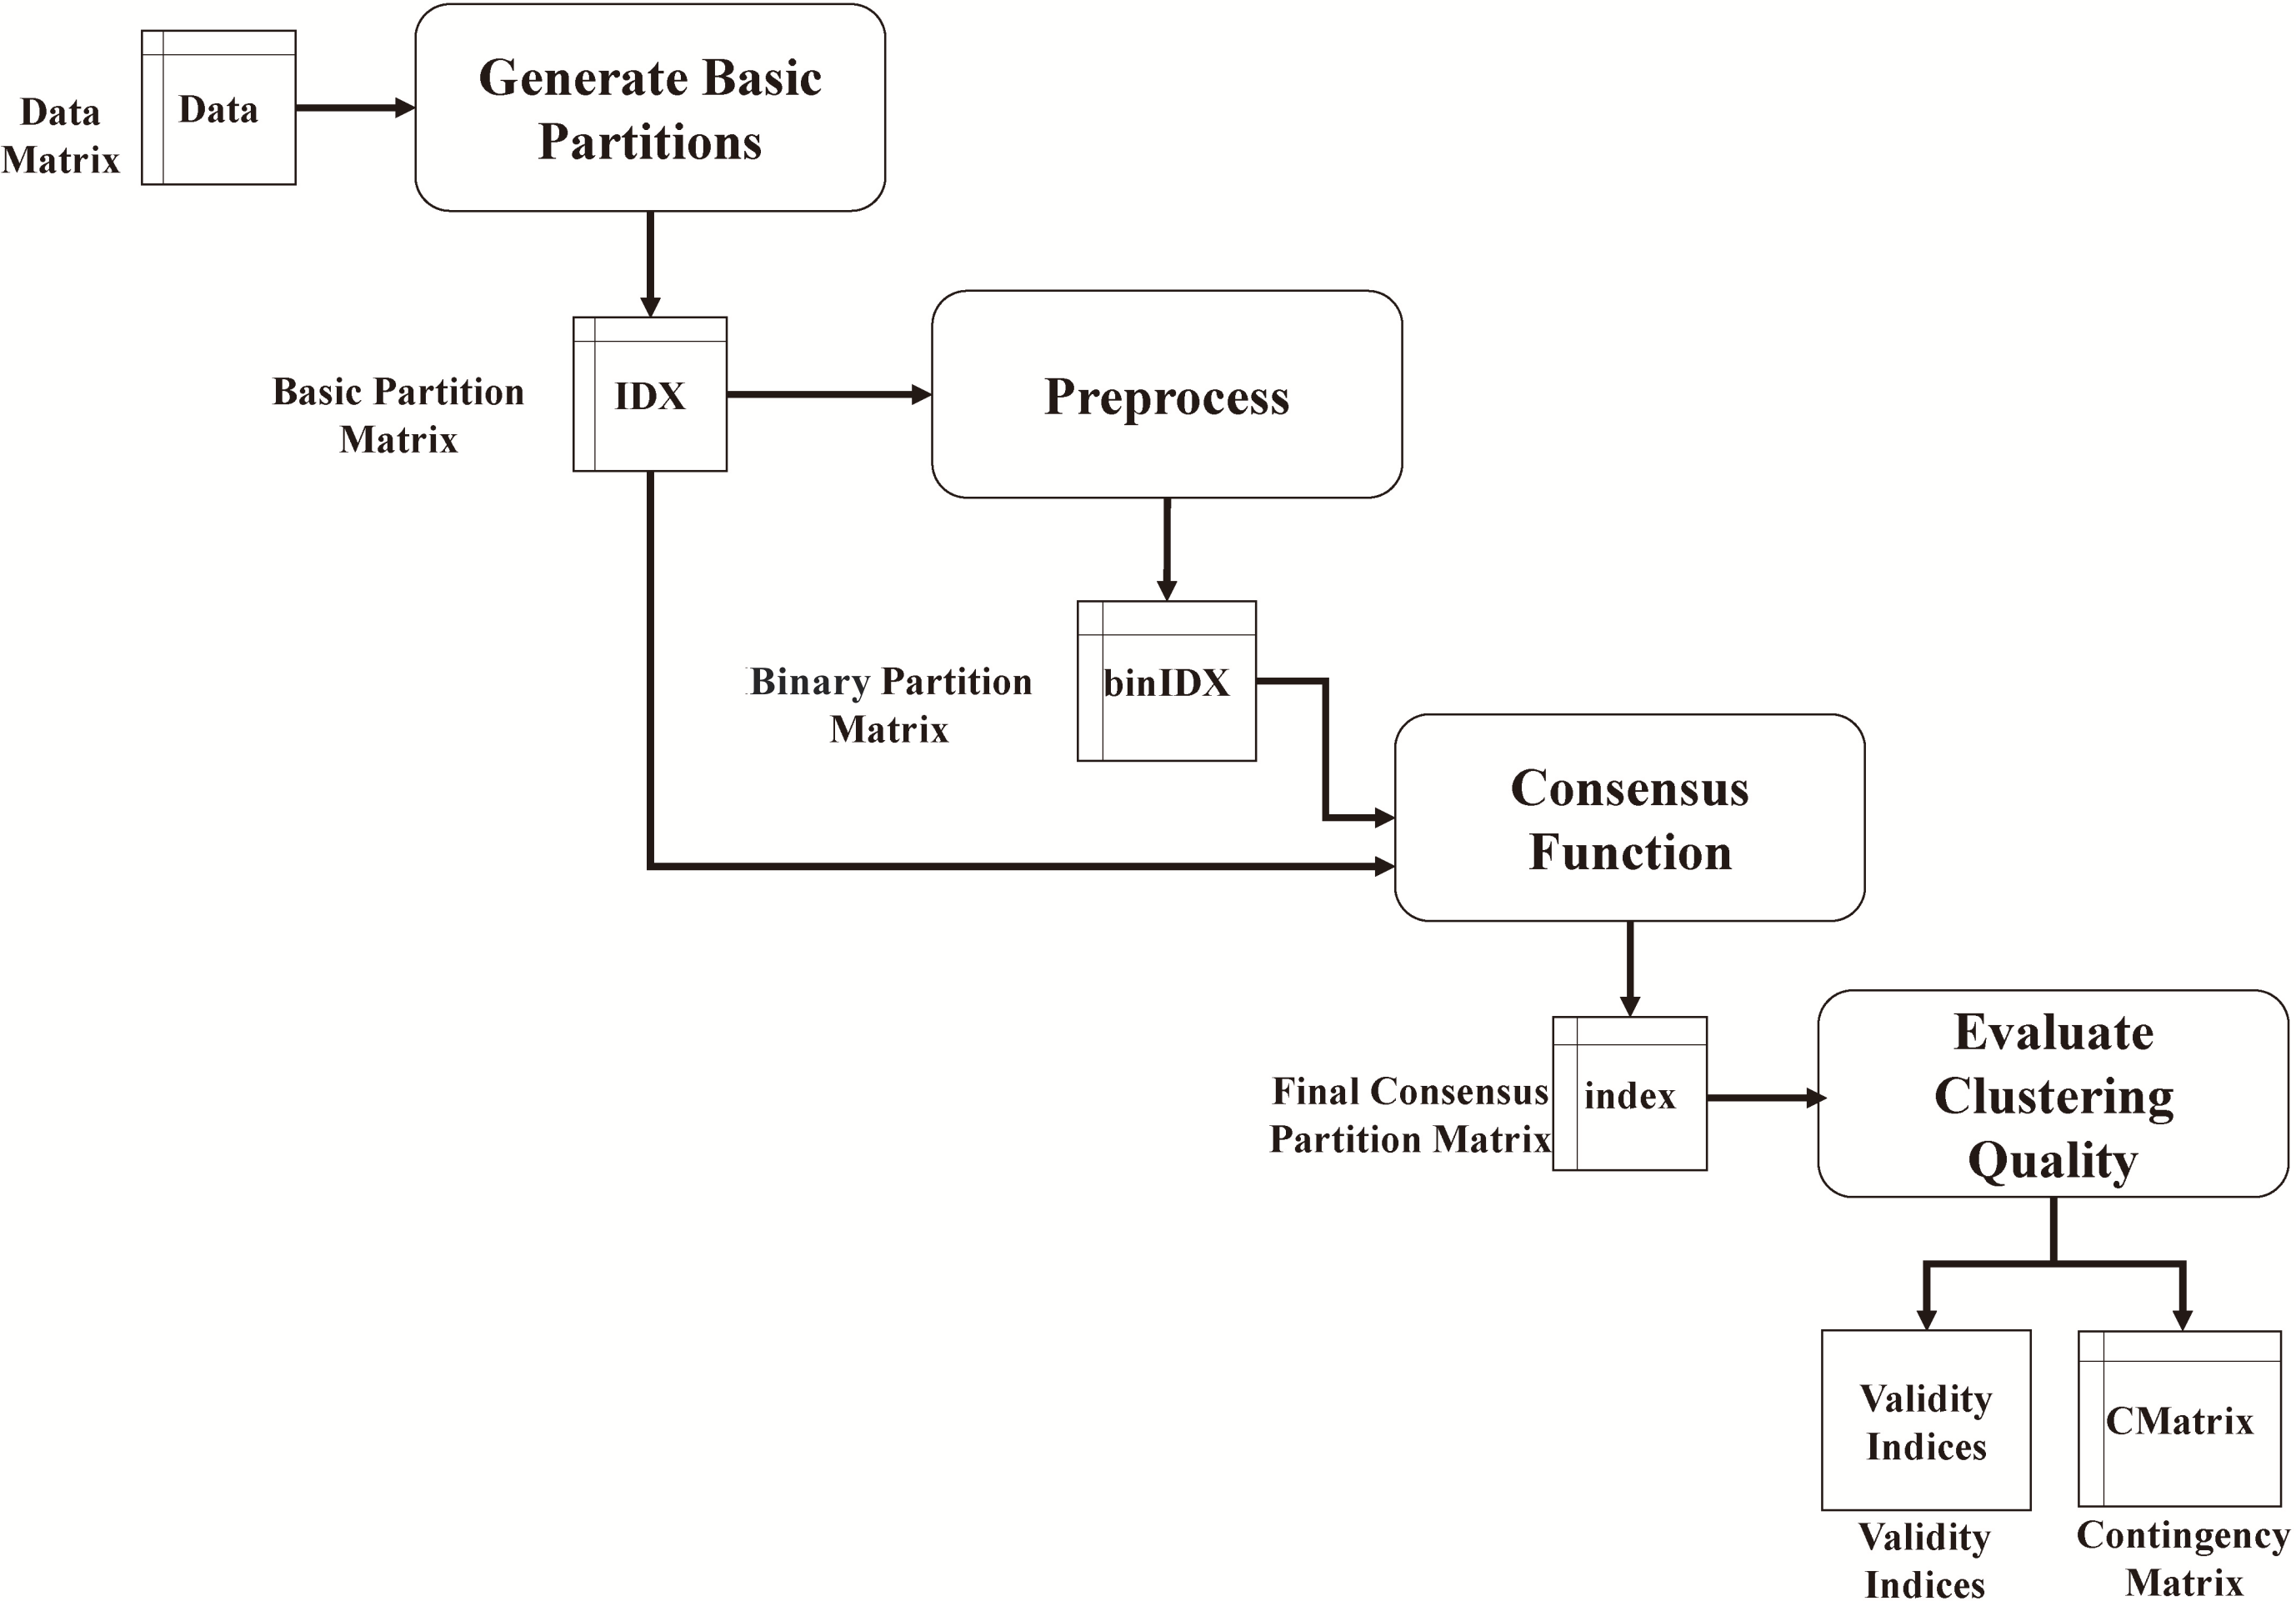 Data
Matrix
Data
Generate Basic
Partitions
Basic Partition
Matrix
IDX
Preprocess
Binary Partition
Matrix
binIDX
Consensus
Function
Final Consensus
Partition Matrix
index
Evaluate
Clustering
Quality
Validity
Indices
CMatrix
Validity
Indices
Contingency
Matrix